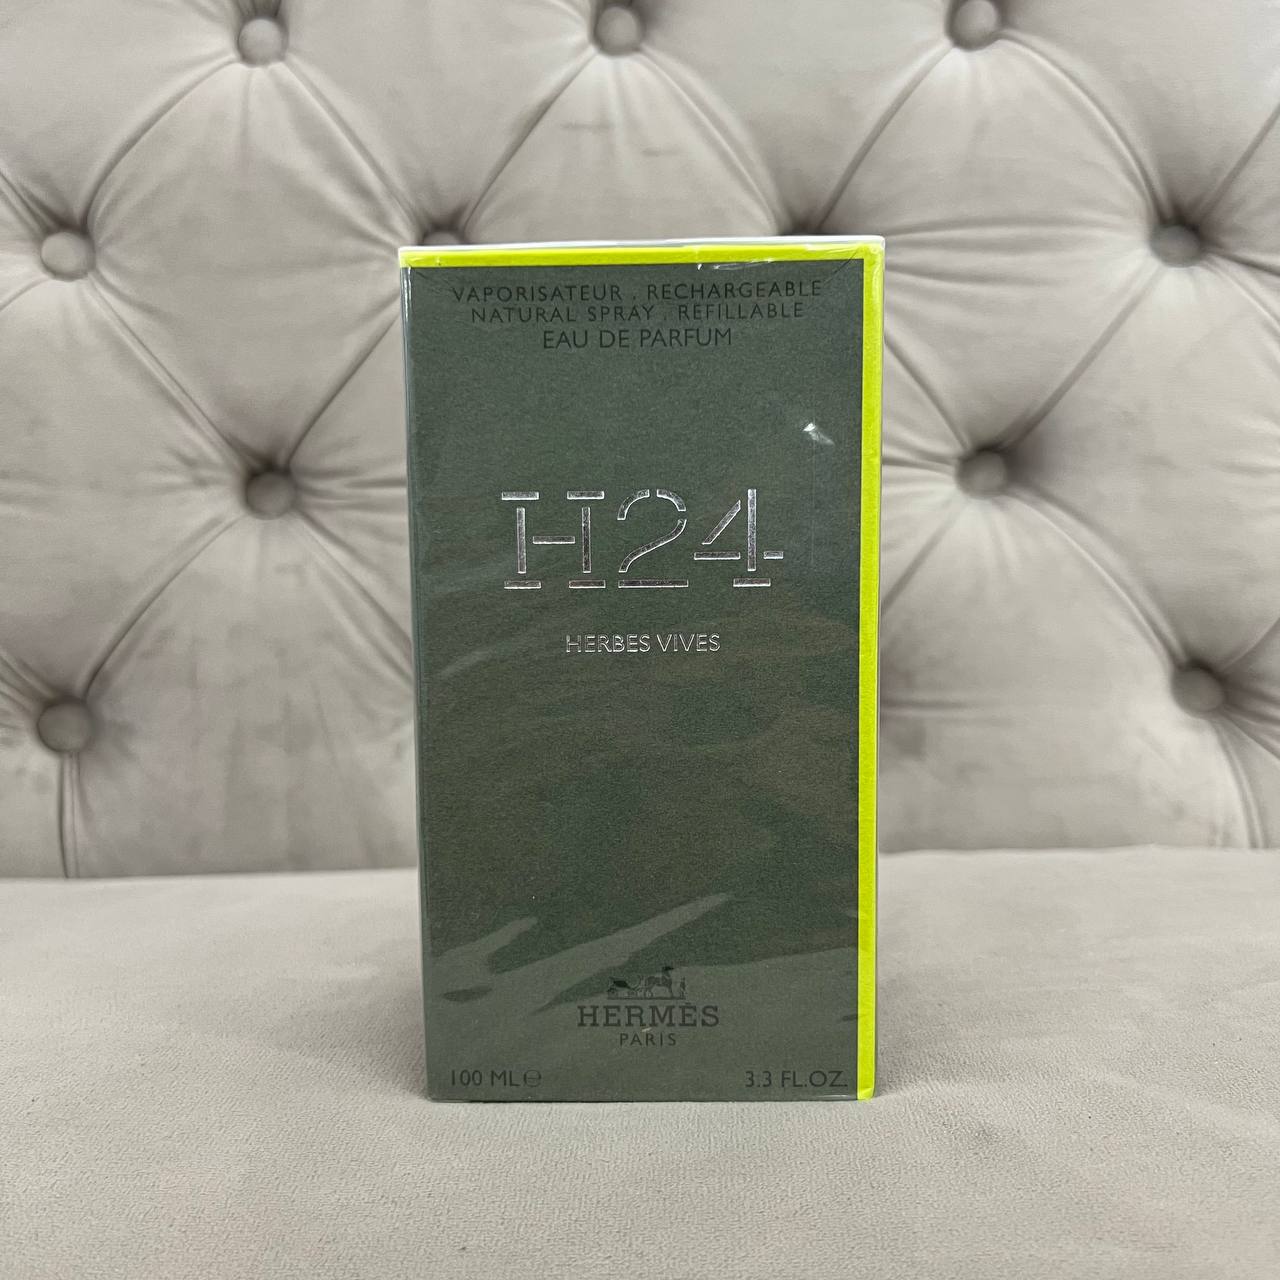 VAPORISATEUR . RECHARGEABLE
NATURAL SPRAY . REFILLABLE
EAU DE PARFUM
H24
HERBES VIVES
HERMÈS
PARIS
100 ML ℮ 3.3 FL.OZ.